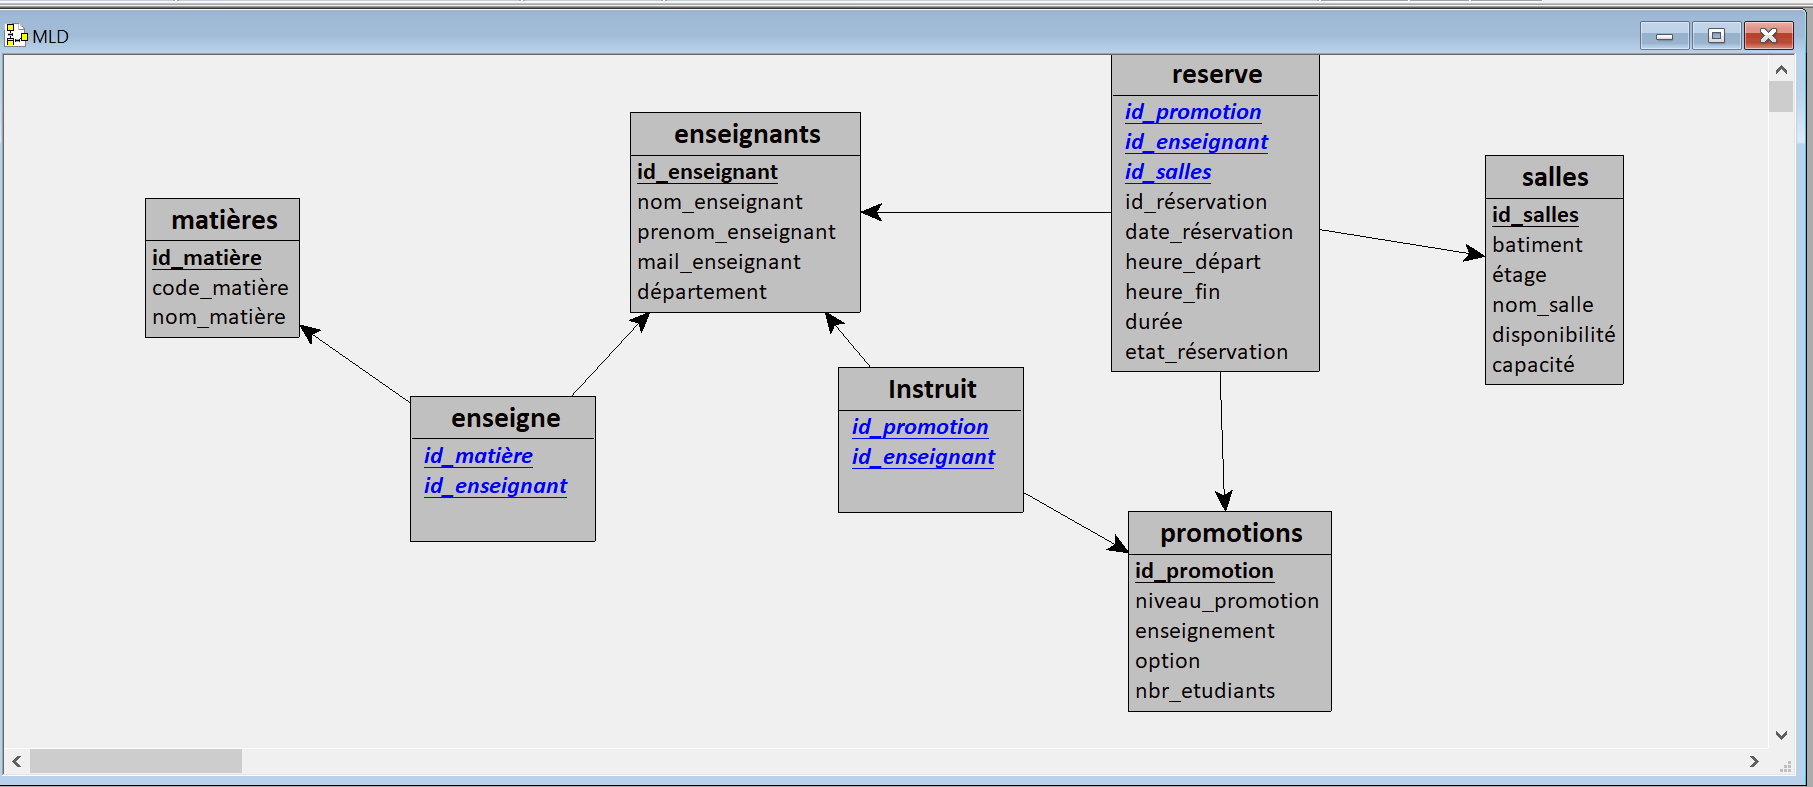 MLD
matières
id_matière
code_matière
nom_matière
enseignants
id_enseignant
nom_enseignant
prenom_enseignant
mail_enseignant
département
reserve
id_promotion
id_enseignant
id_salles
id_réservation
date_réservation
heure_départ
heure_fin
durée
etat_réservation
salles
id_salles
batiment
étage
nom_salle
disponibilité
capacité
enseigne
id_matière
id_enseignant
Instruit
id_promotion
id_enseignant
promotions
id_promotion
niveau_promotion
enseignement
option
nbr_etudiants